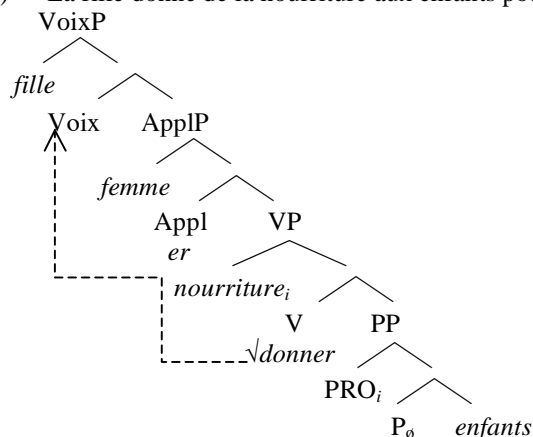 ) La fille donne de la nourriture aux enfants po
VoixP
fille
Voix ApplP
femme
Appl VP
er
nourriture_i
V PP
√donner
PRO_i
P_ø enfants